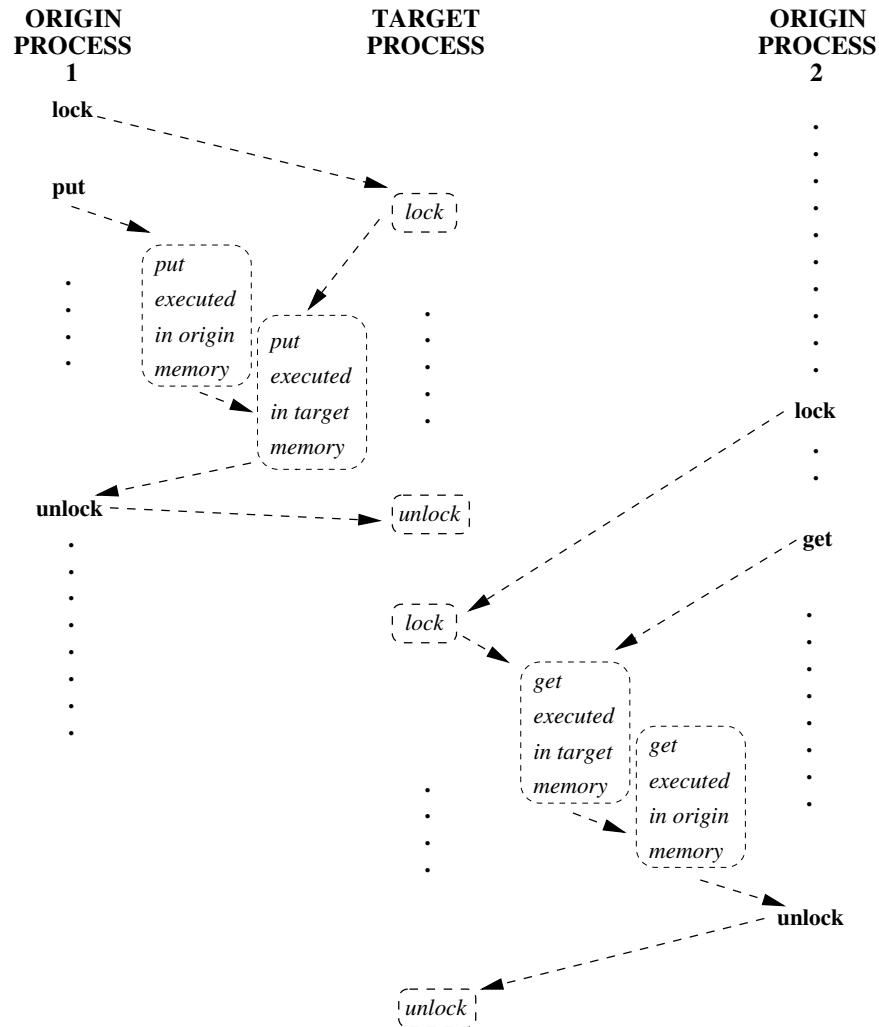 ORIGIN
PROCESS
1
TARGET
PROCESS
ORIGIN
PROCESS
2
lock
put
lock
put
executed
in origin
memory
put
executed
in target
memory
lock
unlock
unlock
get
lock
get
executed
in target
memory
get
executed
in origin
memory
unlock
unlock